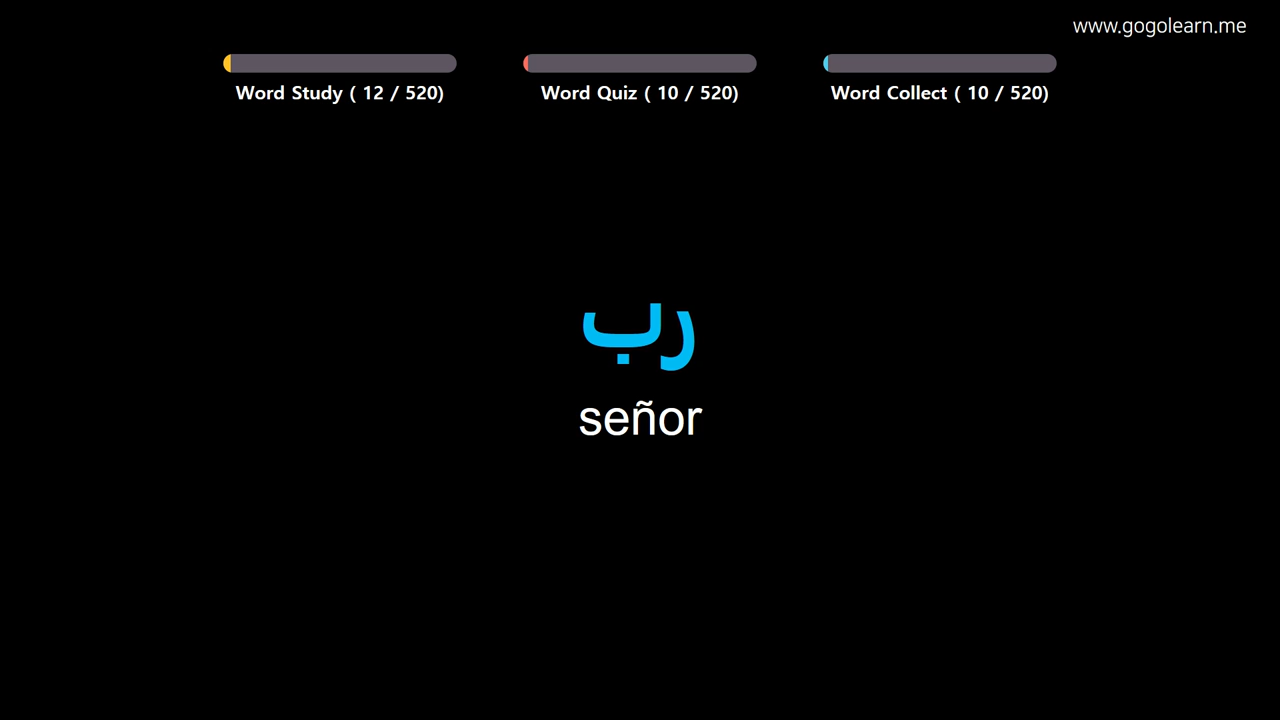 www.gogolearn.me
Word Study ( 12 / 520)
Word Quiz ( 10 / 520)
Word Collect ( 10 / 520)
رب
señor